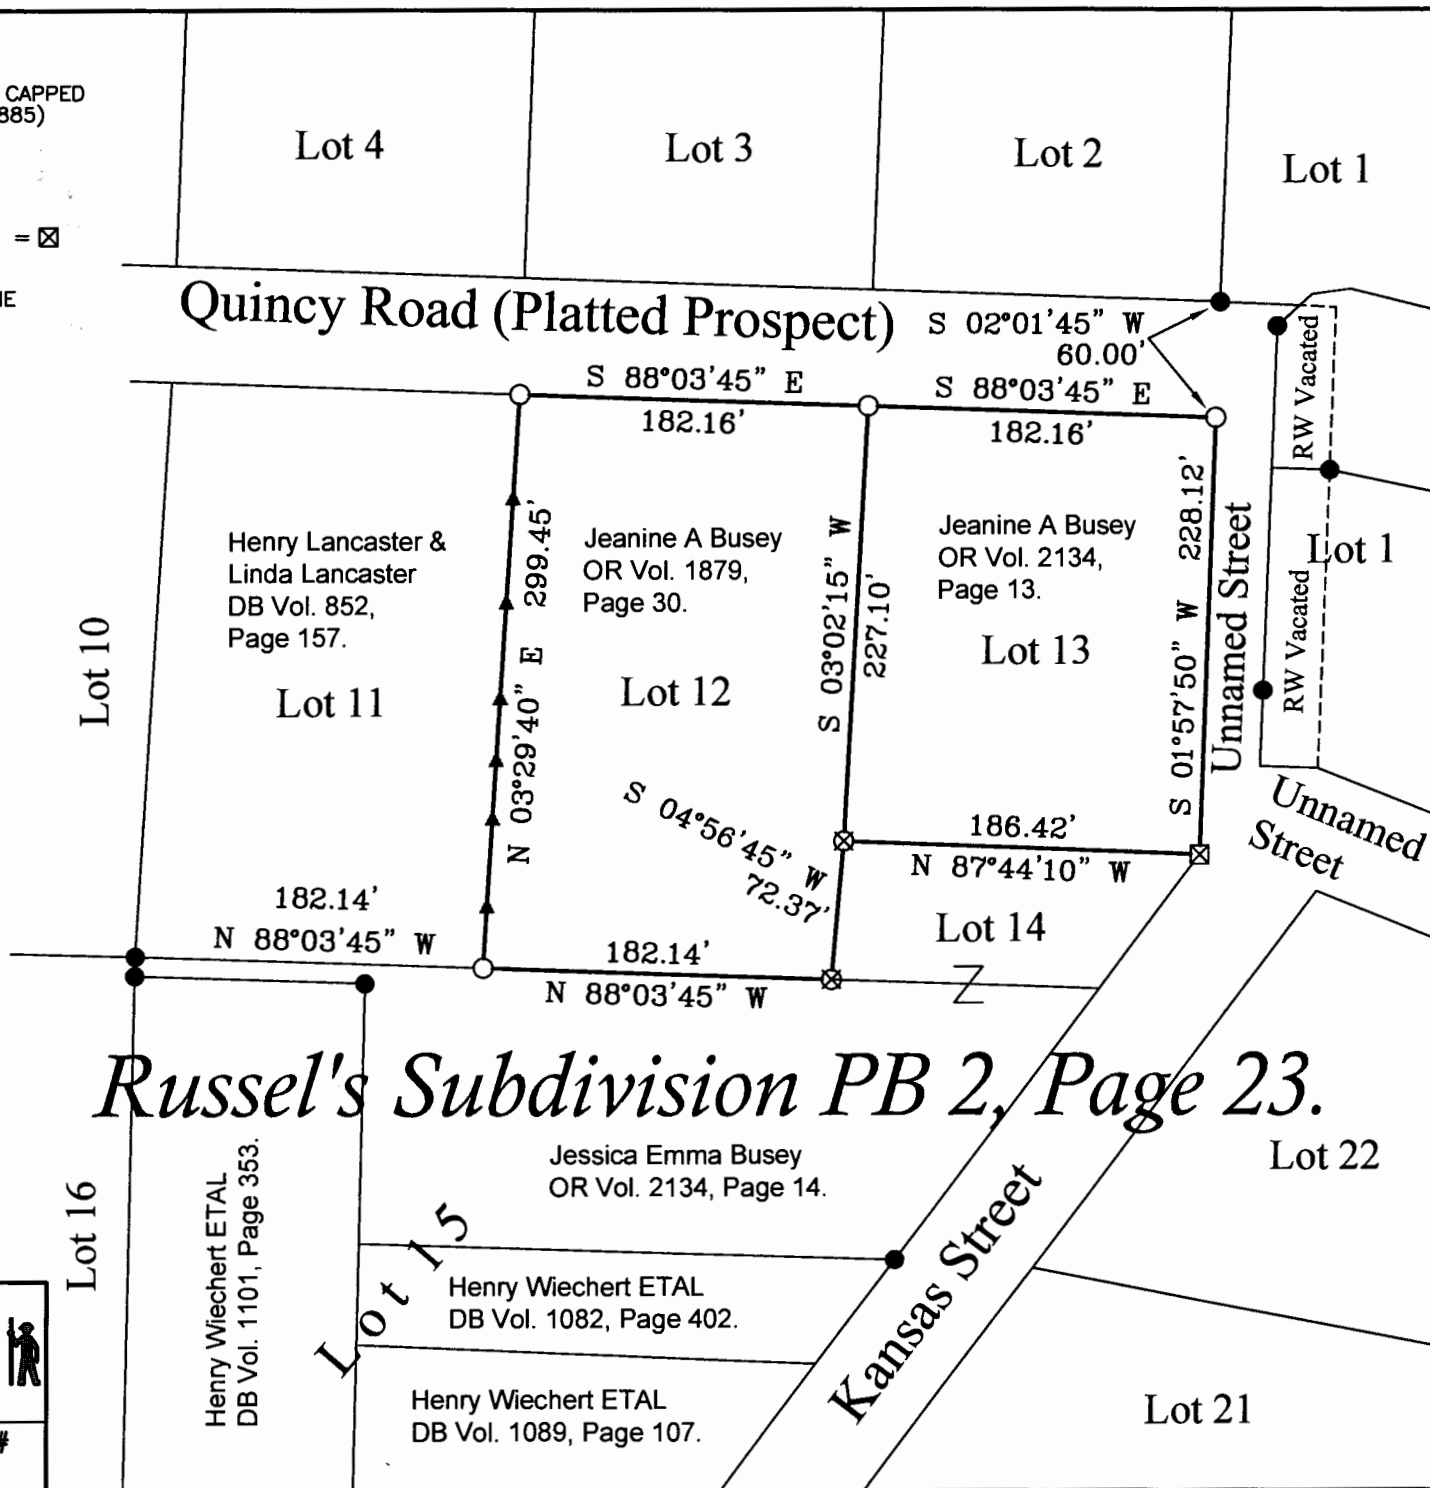 CAPPED
885)
= ☒
Lot 4
Lot 3
Lot 2
Lot 1
Quincy Road (Platted Prospect)
S 02°01'45" W
60.00'
RW Vacated
S 88°03'45" E
182.16'
S 88°03'45" E
182.16'
Henry Lancaster &
Linda Lancaster
DB Vol. 852,
Page 157.
Lot 10
Lot 11
N 03°29'40" E 299.45'
Jeanine A Busey
OR Vol. 1879,
Page 30.
Lot 12
S 03°02'15" W
227.10'
Jeanine A Busey
OR Vol. 2134,
Page 13.
Lot 13
S 01°57'50" W 228.12'
Unnamed Street
Lot 1
RW Vacated
Unnamed
Street
S 04°56'45" W
72.37'
186.42'
N 87°44'10" W
Lot 14
182.14'
N 88°03'45" W
182.14'
N 88°03'45" W
Z
Russel's Subdivision PB 2, Page 23.
Lot 16
Henry Wiechert ETAL
DB Vol. 1101, Page 353.
Lot 15
Jessica Emma Busey
OR Vol. 2134, Page 14.
Henry Wiechert ETAL
DB Vol. 1082, Page 402.
Henry Wiechert ETAL
DB Vol. 1089, Page 107.
Kansas Street
Lot 22
Lot 21
#